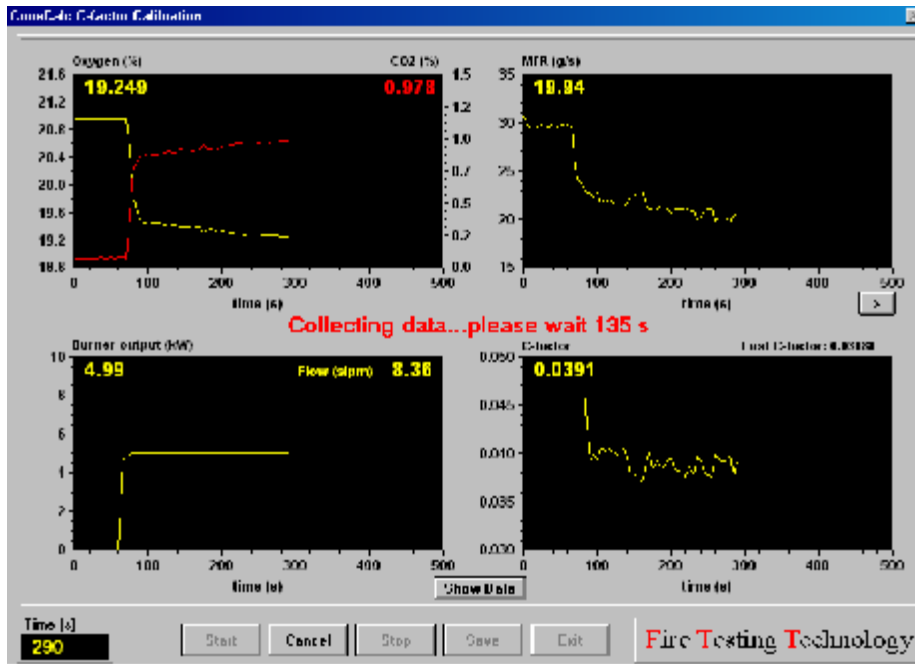 ConeCalc C-factor Calibration
Oxygen (%)
CO2 (%)
19.249
0.978
21.6
21.2
20.8
20.4
20.0
19.6
19.2
18.8
1.5
1.2
1.0
0.7
0.5
0.2
0.0
0 100 200 300 400 500
time (s)
MFR (g/s)
19.94
35
30
25
20
15
0 100 200 300 400 500
time (s)
>
Collecting data...please wait 135 s
Burner output (kW)
4.99
Flow (slpm) 8.36
10
8
6
4
2
0
0 100 200 300 400 500
time (s)
C-factor
Last C-factor:
0.0391
0.050
0.045
0.040
0.035
0.030
0 100 200 300 400 500
time (s)
Show Data
Time [s]
290
Start
Cancel
Stop
Save
Exit
Fire Testing Technology